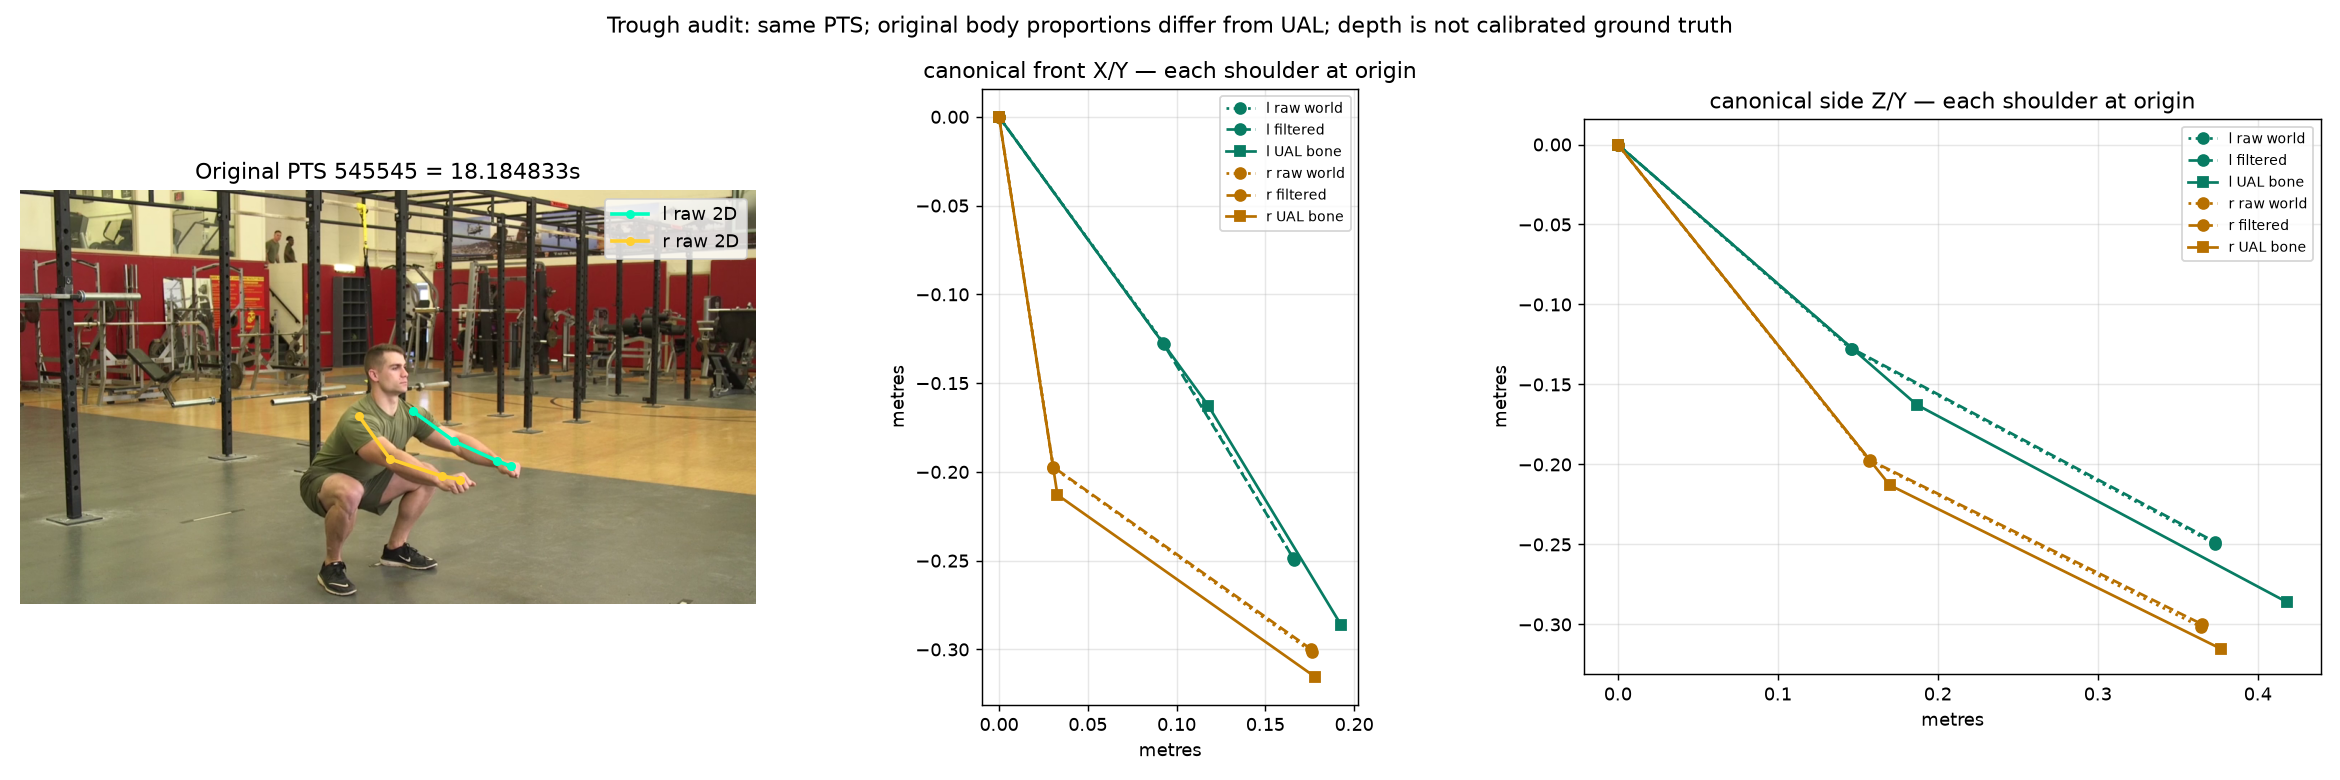 Trough audit: same PTS; original body proportions differ from UAL; depth is not calibrated ground truth
Original PTS 545545 = 18.184833s
l raw 2D
r raw 2D
canonical front X/Y — each shoulder at origin
l raw world
l filtered
l UAL bone
r raw world
r filtered
r UAL bone
metres
0.00
−0.05
−0.10
−0.15
−0.20
−0.25
−0.30
0.00 0.05 0.10 0.15 0.20
metres
canonical side Z/Y — each shoulder at origin
l raw world
l filtered
l UAL bone
r raw world
r filtered
r UAL bone
metres
0.00
−0.05
−0.10
−0.15
−0.20
−0.25
−0.30
0.0 0.1 0.2 0.3 0.4
metres